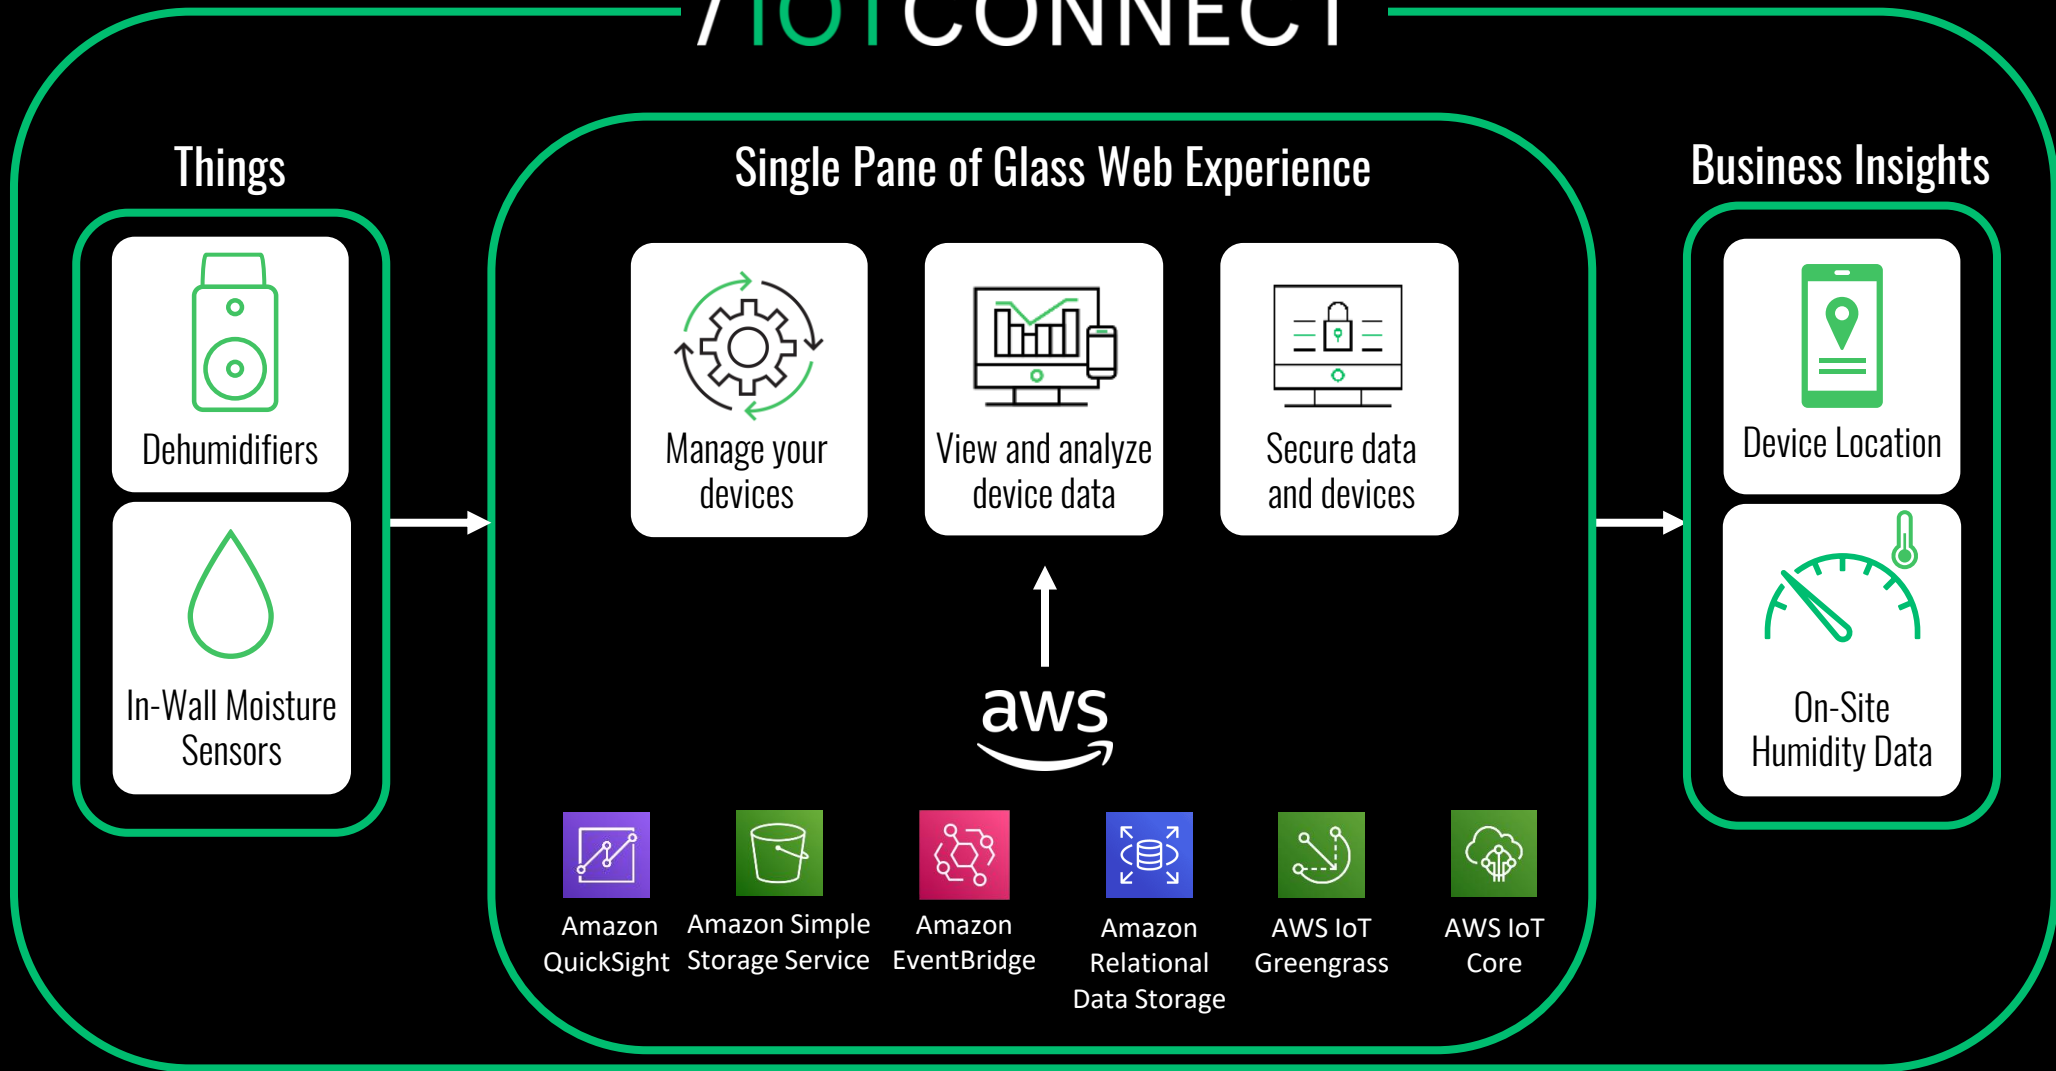 /IOTCONNECT
Things
Dehumidifiers
In-Wall Moisture
Sensors
Single Pane of Glass Web Experience
Manage your
devices
View and analyze
device data
Secure data
and devices
aws
Amazon
QuickSight
Amazon Simple
Storage Service
Amazon
EventBridge
Amazon
Relational
Data Storage
AWS IoT
Greengrass
AWS IoT
Core
Business Insights
Device Location
On-Site
Humidity Data